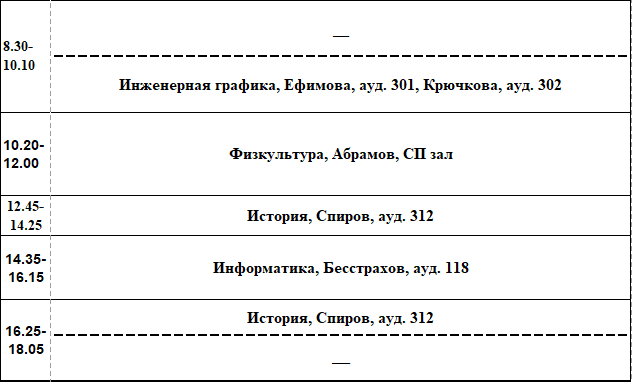 —
8.30-
10.10
Инженерная графика, Ефимова, ауд. 301, Крючкова, ауд. 302
10.20-
12.00
Физкультура, Абрамов, СП зал
12.45-
14.25
История, Спиров, ауд. 312
14.35-
16.15
Информатика, Бесстрахов, ауд. 118
История, Спиров, ауд. 312
16.25-
18.05
—